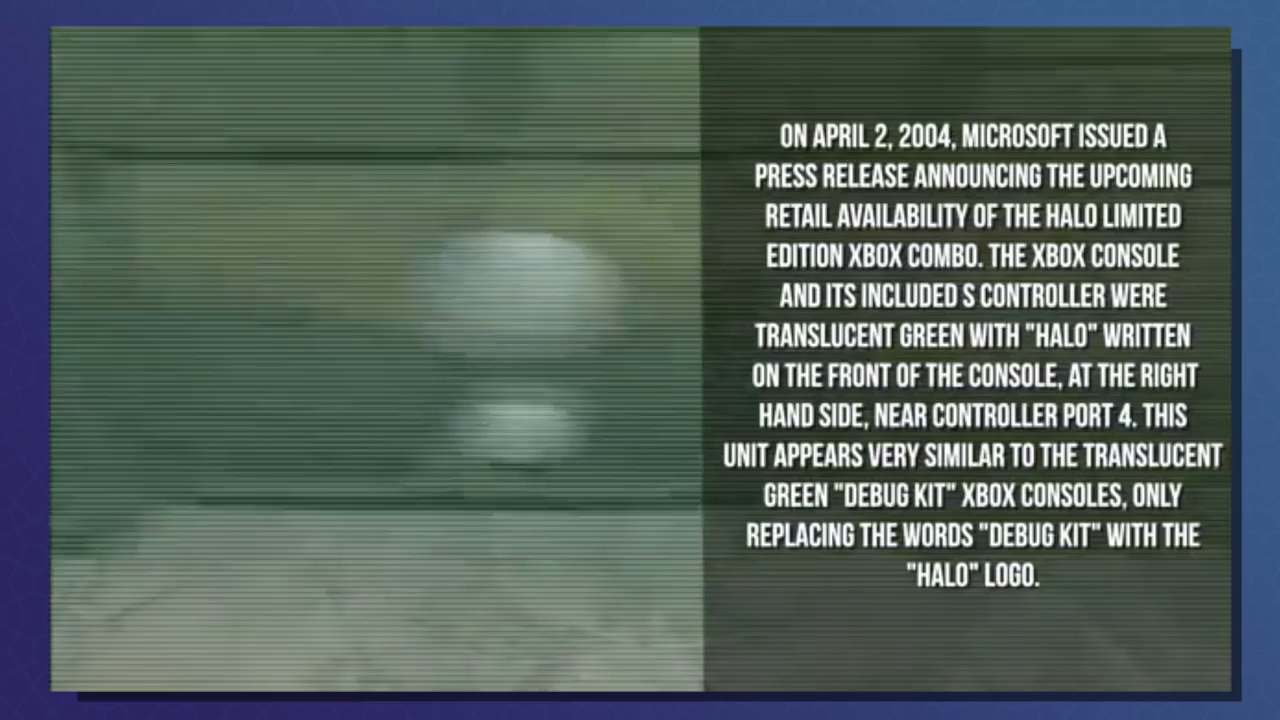 ON APRIL 2, 2004, MICROSOFT ISSUED A
PRESS RELEASE ANNOUNCING THE UPCOMING
RETAIL AVAILABILITY OF THE HALO LIMITED
EDITION XBOX COMBO. THE XBOX CONSOLE
AND ITS INCLUDED S CONTROLLER WERE
TRANSLUCENT GREEN WITH "HALO" WRITTEN
ON THE FRONT OF THE CONSOLE, AT THE RIGHT
HAND SIDE, NEAR CONTROLLER PORT 4. THIS
UNIT APPEARS VERY SIMILAR TO THE TRANSLUCENT
GREEN "DEBUG KIT" XBOX CONSOLES, ONLY
REPLACING THE WORDS "DEBUG KIT" WITH THE
"HALO" LOGO.